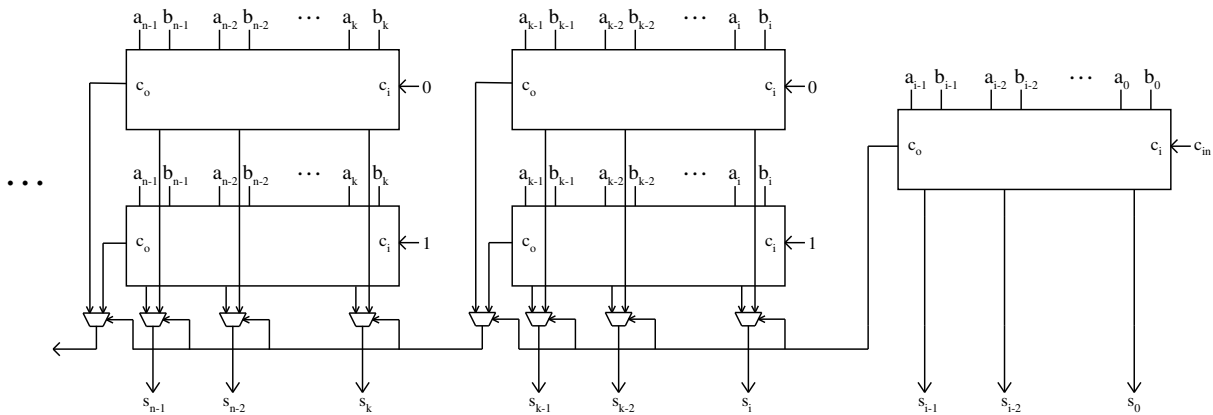 a_{n-1} b_{n-1} a_{n-2} b_{n-2} ··· a_k b_k
a_{k-1} b_{k-1} a_{k-2} b_{k-2} ··· a_i b_i
c_o c_i 0
c_o c_i 0
a_{i-1} b_{i-1} a_{i-2} b_{i-2} ··· a_0 b_0
c_o c_i c_{in}
···
a_{n-1} b_{n-1} a_{n-2} b_{n-2} ··· a_k b_k
a_{k-1} b_{k-1} a_{k-2} b_{k-2} ··· a_i b_i
c_o c_i 1
c_o c_i 1
s_{n-1} s_{n-2} s_k
s_{k-1} s_{k-2} s_i
s_{i-1} s_{i-2} s_0